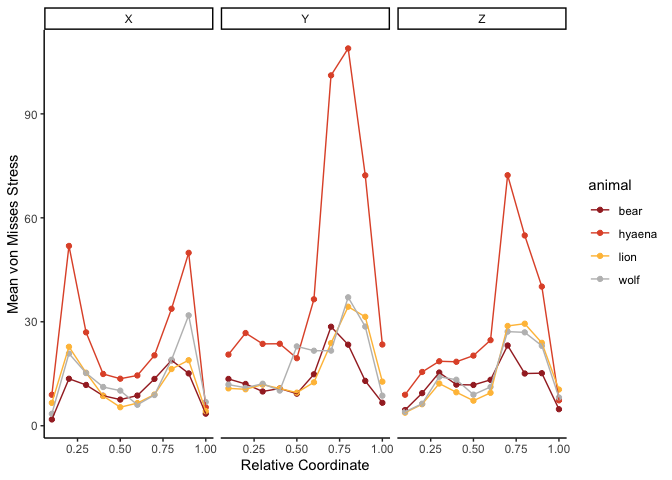 X Y Z
Mean von Misses Stress
90
60
30
0
0.25 0.50 0.75 1.00 0.25 0.50 0.75 1.00 0.25 0.50 0.75 1.00
Relative Coordinate
animal
bear
hyaena
lion
wolf